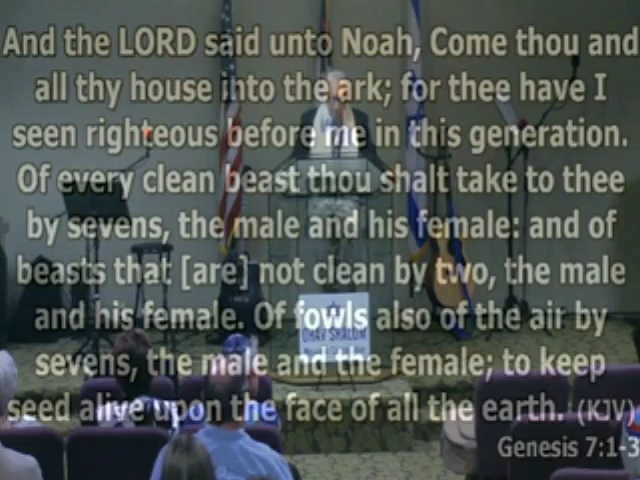 And the LORD said unto Noah, Come thou and
all thy house into the ark; for thee have I
seen righteous before me in this generation.
Of every clean beast thou shalt take to thee
by sevens, the male and his female: and of
beasts that [are] not clean by two, the male
and his female. Of fowls also of the air by
sevens, the male and the female; to keep
seed alive upon the face of all the earth. (KJV)
Genesis 7:1-3
OHAV SHALOM